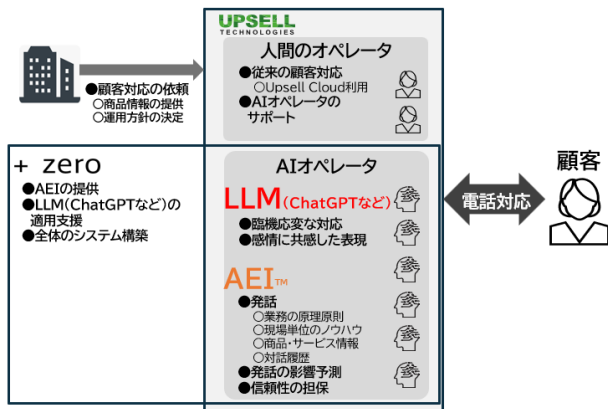 UPSELL
TECHNOLOGIES
人間のオペレータ
●従来の顧客対応
○Upsell Cloud利用
●AIオペレータの
サポート
●顧客対応の依頼
○商品情報の提供
○運用方針の決定
+ zero
●AEIの提供
●LLM(ChatGPTなど)の
適用支援
●全体のシステム構築
AIオペレータ
LLM(ChatGPTなど)
●臨機応変な対応
●感情に共感した表現
AEI™
●発話
○業務の原理原則
○現場単位のノウハウ
○商品・サービス情報
○対話履歴
●発話の影響予測
●信頼性の担保
電話対応
顧客